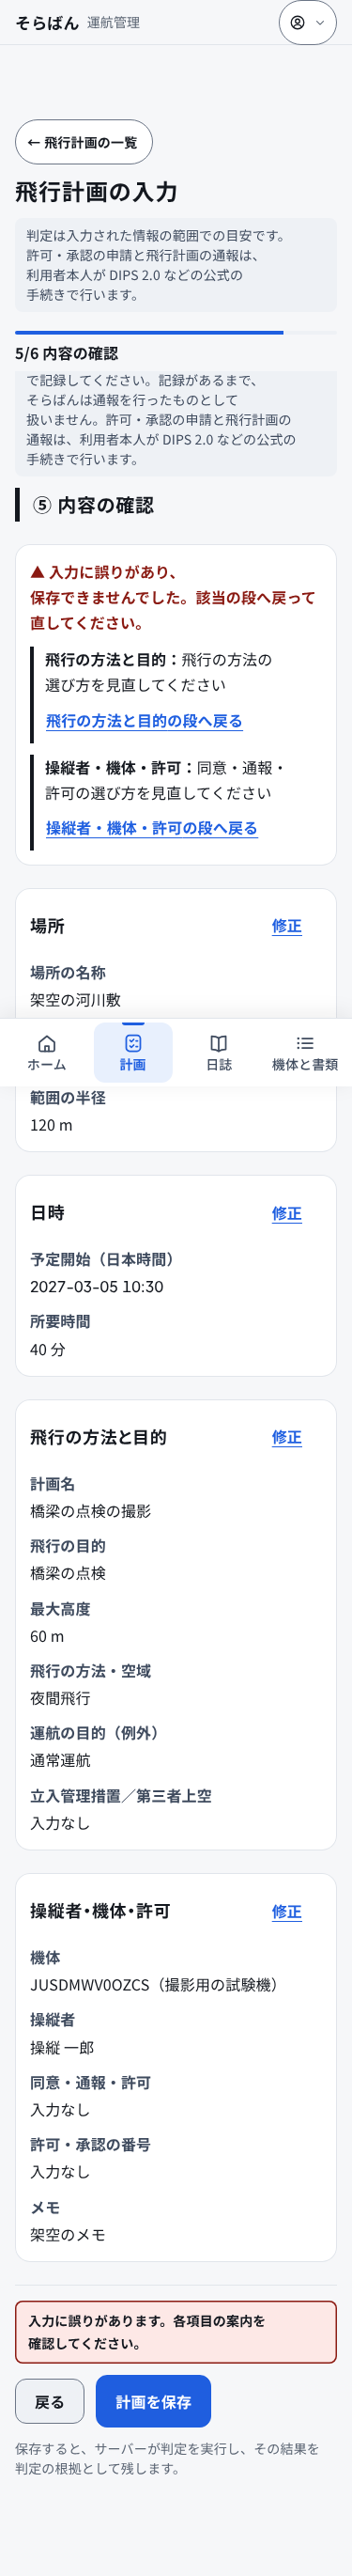 そらばん 運航管理
← 飛行計画の一覧
飛行計画の入力
判定は入力された情報の範囲での目安です。
許可・承認の申請と飛行計画の通報は、
利用者本人が DIPS 2.0 などの公式の
手続きで行います。
5/6 内容の確認
で記録してください。記録があるまで、
そらばんは通報を行ったものとして
扱いません。許可・承認の申請と飛行計画の
通報は、利用者本人が DIPS 2.0 などの公式の
手続きで行います。
⑤ 内容の確認
▲ 入力に誤りがあり、
保存できませんでした。該当の段へ戻って
直してください。
飛行の方法と目的：飛行の方法の
選び方を見直してください
飛行の方法と目的の段へ戻る
操縦者・機体・許可：同意・通報・
許可の選び方を見直してください
操縦者・機体・許可の段へ戻る
場所 修正
場所の名称
架空の河川敷
ホーム 計画 日誌 機体と書類
範囲の半径
120 m
日時 修正
予定開始（日本時間）
2027-03-05 10:30
所要時間
40 分
飛行の方法と目的 修正
計画名
橋梁の点検の撮影
飛行の目的
橋梁の点検
最大高度
60 m
飛行の方法・空域
夜間飛行
運航の目的（例外）
通常運航
立入管理措置／第三者上空
入力なし
操縦者・機体・許可 修正
機体
JUSDMWV0OZCS（撮影用の試験機）
操縦者
操縦 一郎
同意・通報・許可
入力なし
許可・承認の番号
入力なし
メモ
架空のメモ
入力に誤りがあります。各項目の案内を
確認してください。
戻る 計画を保存
保存すると、サーバーが判定を実行し、その結果を
判定の根拠として残します。